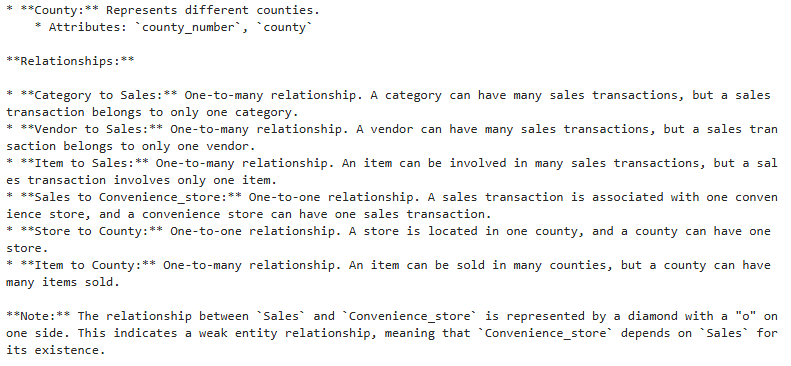 * **County:** Represents different counties.
    * Attributes: `county_number`, `county`
**Relationships:**
* **Category to Sales:** One-to-many relationship. A category can have many sales transactions, but a sales
transaction belongs to only one category.
* **Vendor to Sales:** One-to-many relationship. A vendor can have many sales transactions, but a sales tran
saction belongs to only one vendor.
* **Item to Sales:** One-to-many relationship. An item can be involved in many sales transactions, but a sal
es transaction involves only one item.
* **Sales to Convenience_store:** One-to-one relationship. A sales transaction is associated with one conven
ience store, and a convenience store can have one sales transaction.
* **Store to County:** One-to-one relationship. A store is located in one county, and a county can have one
store.
* **Item to County:** One-to-many relationship. An item can be sold in many counties, but a county can have
many items sold.
**Note:** The relationship between `Sales` and `Convenience_store` is represented by a diamond with a "o" on
one side. This indicates a weak entity relationship, meaning that `Convenience_store` depends on `Sales` for
its existence.